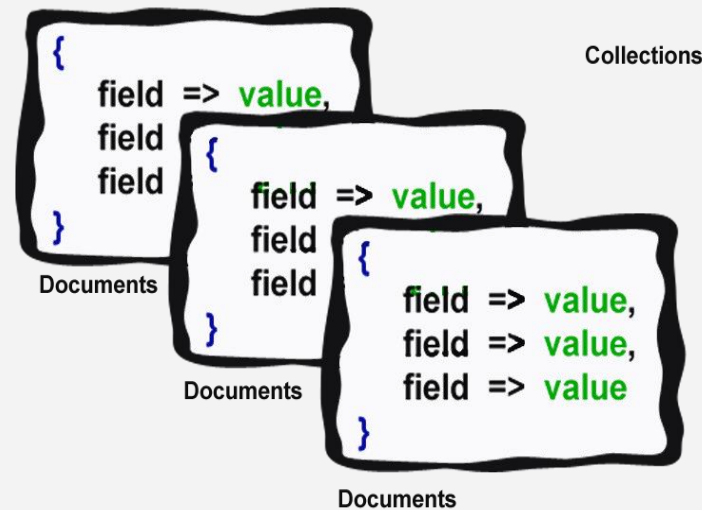 Collections
{
field => value,
field
field
}
Documents
{
field => value,
field
field
}
Documents
{
field => value,
field => value,
field => value
}
Documents